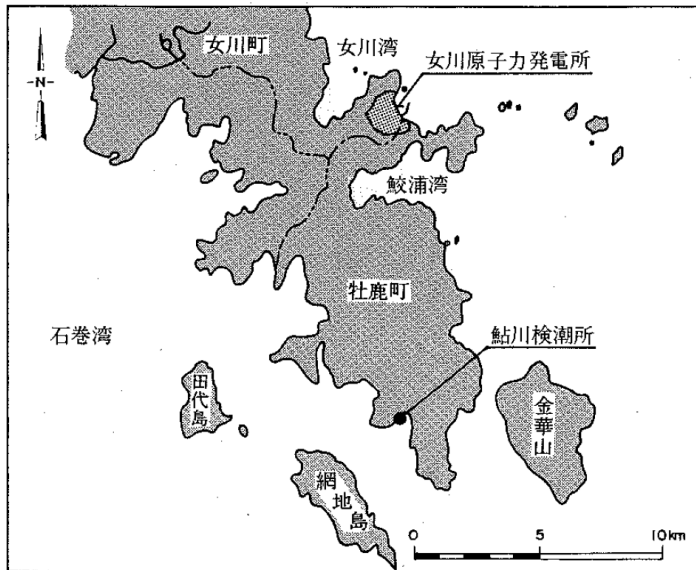 女川町
女川湾
女川原子力発電所
-N-
鮫浦湾
牡鹿町
石巻湾
鮎川検潮所
田代島
金華山
網地島
0 5 10km